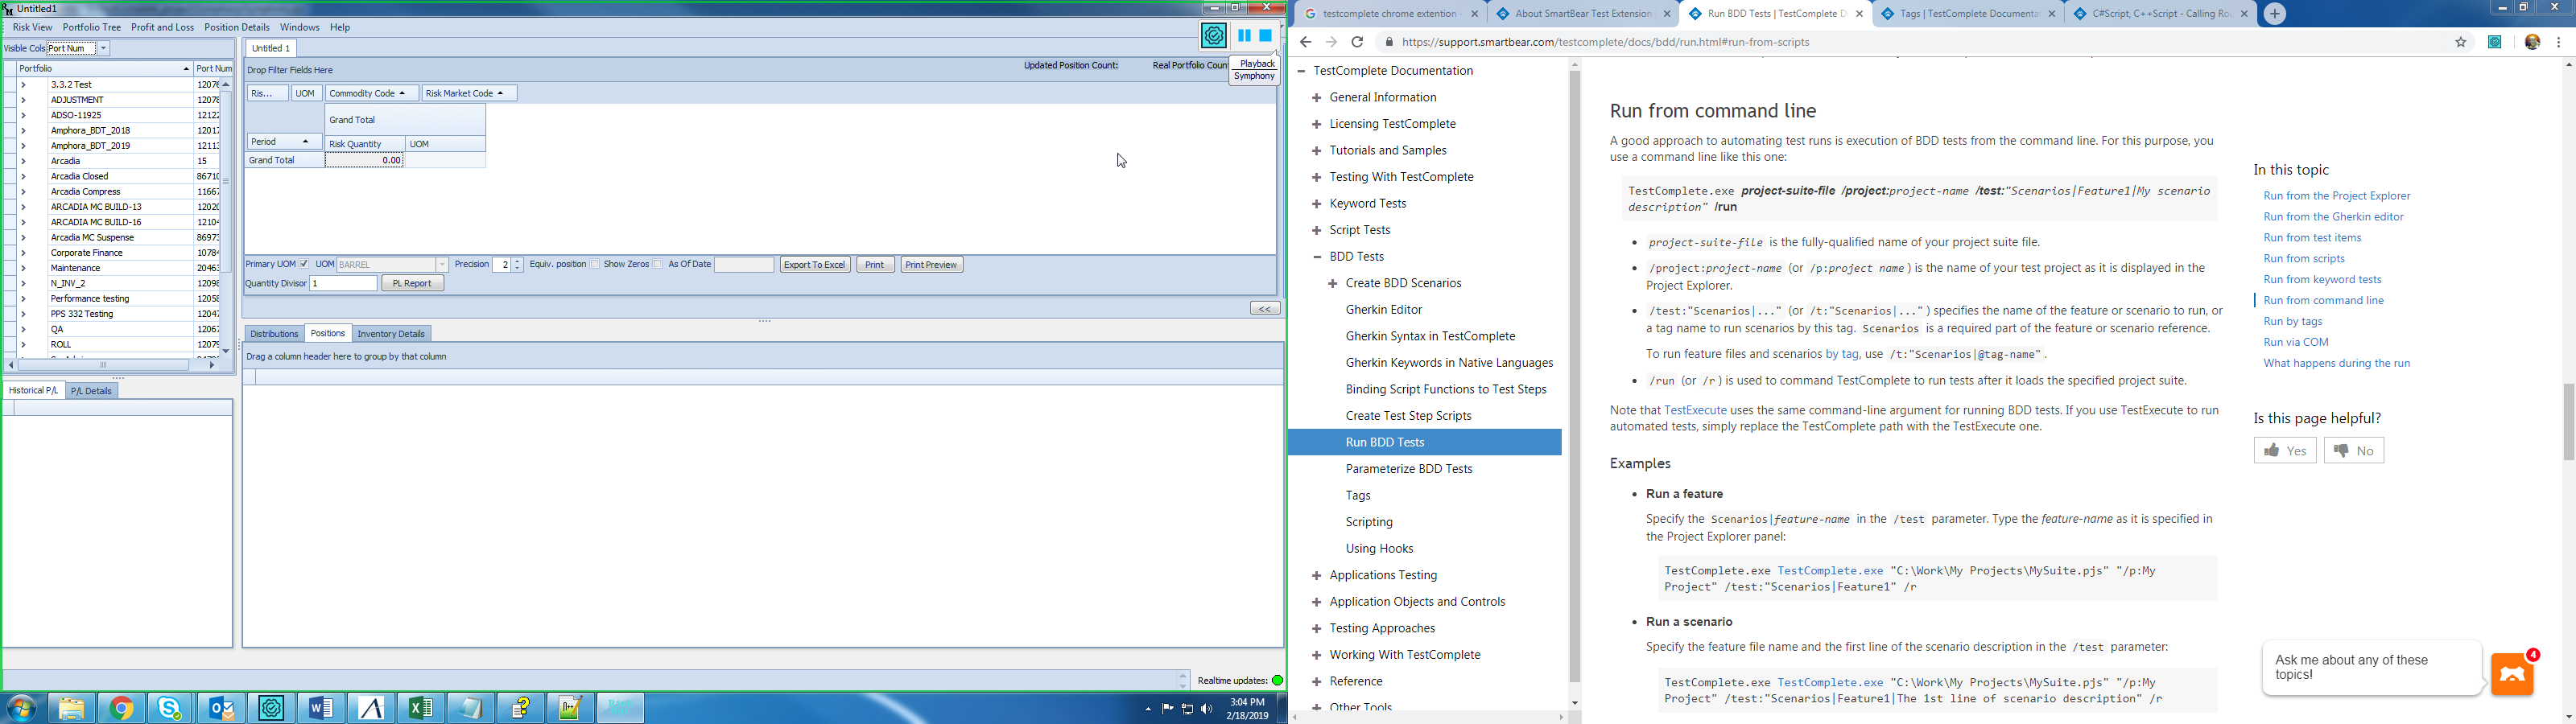 Untitled1
Risk View Portfolio Tree Profit and Loss Position Details Windows Help
Visible Cols Port Num
Portfolio Port Num
3.3.2 Test 12076
ADJUSTMENT 12078
ADSO-11925 12122
Amphora_BDT_2018 12017
Amphora_BDT_2019 12113
Arcadia 15
Arcadia Closed 86710
Arcadia Compress 11667
ARCADIA MC BUILD-13 12020
ARCADIA MC BUILD-16 12104
Arcadia MC Suspense 86973
Corporate Finance 10784
Maintenance 20463
N_INV_2 12098
Performance testing 12058
PPS 332 Testing 12047
QA 12067
ROLL 12079
Historical P/L P/L Details
Untitled 1
Drop Filter Fields Here
Updated Position Count: Real Portfolio Coun
Playback
Symphony
Ris... UOM Commodity Code Risk Market Code
Grand Total
Period Risk Quantity UOM
Grand Total 0.00
Primary UOM UOM BARREL Precision 2 Equiv. position Show Zeros As Of Date Export To Excel Print Print Preview
Quantity Divisor 1 PL Report
<<
Distributions Positions Inventory Details
Drag a column header here to group by that column
Realtime updates:
3:04 PM
2/18/2019
testcomplete chrome extention
About SmartBear Test Extension
Run BDD Tests | TestComplete D
Tags | TestComplete Documenta
C#Script, C++Script - Calling Rou
https://support.smartbear.com/testcomplete/docs/bdd/run.html#run-from-scripts
TestComplete Documentation
General Information
Licensing TestComplete
Tutorials and Samples
Testing With TestComplete
Keyword Tests
Script Tests
BDD Tests
Create BDD Scenarios
Gherkin Editor
Gherkin Syntax in TestComplete
Gherkin Keywords in Native Languages
Binding Script Functions to Test Steps
Create Test Step Scripts
Run BDD Tests
Parameterize BDD Tests
Tags
Scripting
Using Hooks
Applications Testing
Application Objects and Controls
Testing Approaches
Working With TestComplete
Reference
Other Tools
Run from command line
A good approach to automating test runs is execution of BDD tests from the command line. For this purpose, you
use a command line like this one:
TestComplete.exe project-suite-file /project:project-name /test:"Scenarios|Feature1|My scenario
description" /run
project-suite-file is the fully-qualified name of your project suite file.
/project:project-name (or /p:project name) is the name of your test project as it is displayed in the
Project Explorer.
/test:"Scenarios|..." (or /t:"Scenarios|...") specifies the name of the feature or scenario to run, or
a tag name to run scenarios by this tag. Scenarios is a required part of the feature or scenario reference.
To run feature files and scenarios by tag, use /t:"Scenarios|@tag-name".
/run (or /r) is used to command TestComplete to run tests after it loads the specified project suite.
Note that TestExecute uses the same command-line argument for running BDD tests. If you use TestExecute to run
automated tests, simply replace the TestComplete path with the TestExecute one.
Examples
Run a feature
Specify the Scenarios|feature-name in the /test parameter. Type the feature-name as it is specified in
the Project Explorer panel:
TestComplete.exe TestComplete.exe "C:\Work\My Projects\MySuite.pjs" "/p:My
Project" /test:"Scenarios|Feature1" /r
Run a scenario
Specify the feature file name and the first line of the scenario description in the /test parameter:
TestComplete.exe TestComplete.exe "C:\Work\My Projects\MySuite.pjs" "/p:My
Project" /test:"Scenarios|Feature1|The 1st line of scenario description" /r
In this topic
Run from the Project Explorer
Run from the Gherkin editor
Run from test items
Run from scripts
Run from keyword tests
Run from command line
Run by tags
Run via COM
What happens during the run
Is this page helpful?
Yes No
Ask me about any of these
topics!
4